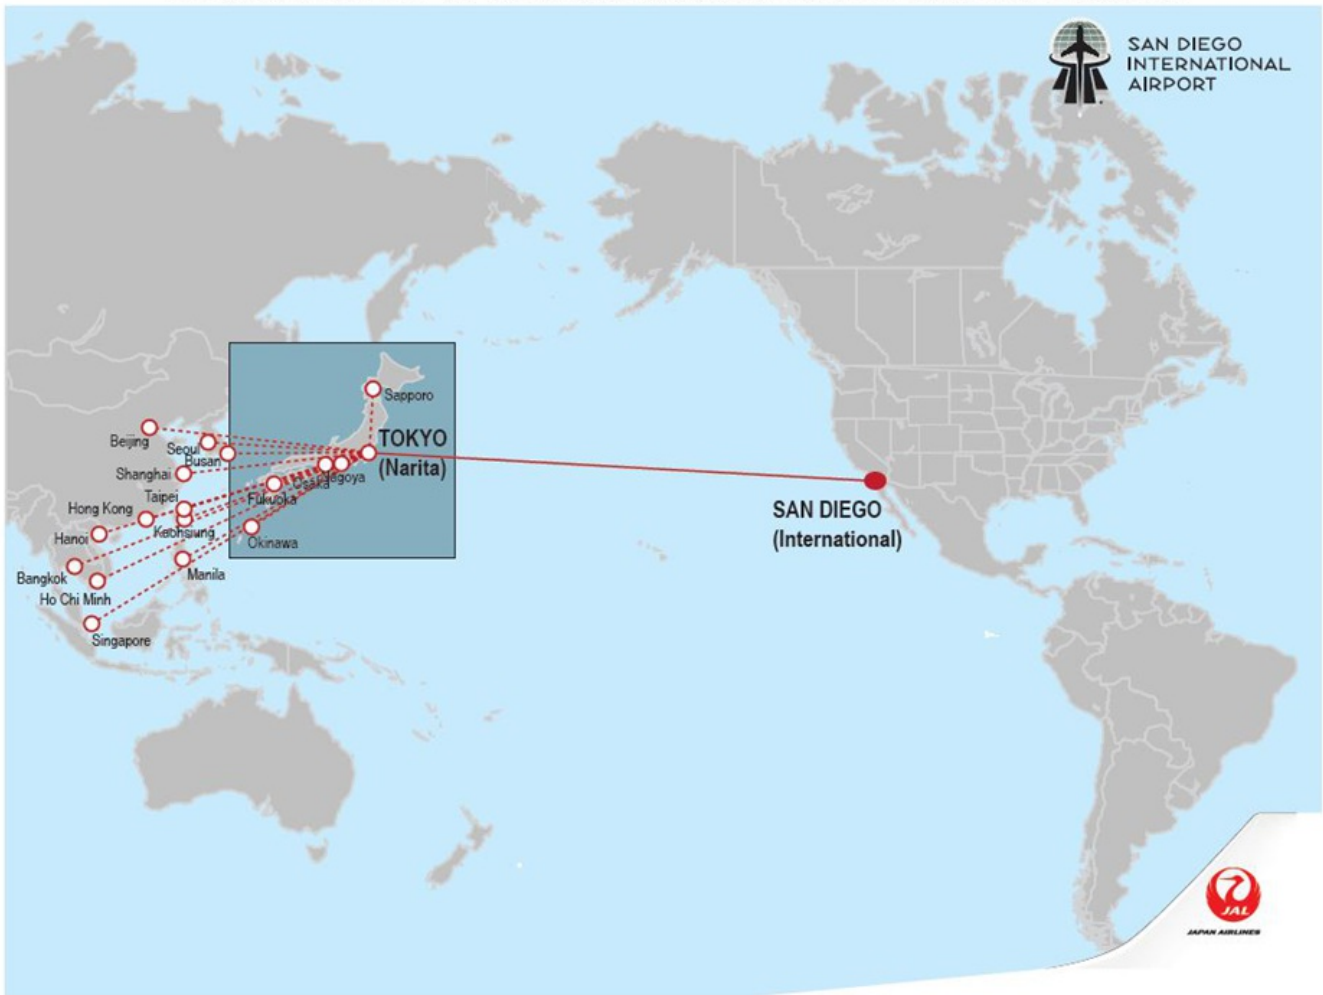 SAN DIEGO
INTERNATIONAL
AIRPORT
Sapporo
TOKYO
(Narita)
Beijing
Seoul
Busan
Shanghai
Nagoya
Osaka
Taipei
Fukuoka
Hong Kong
Kaohsiung
Hanoi
Okinawa
SAN DIEGO
(International)
Bangkok
Manila
Ho Chi Minh
Singapore
JAL
JAPAN AIRLINES